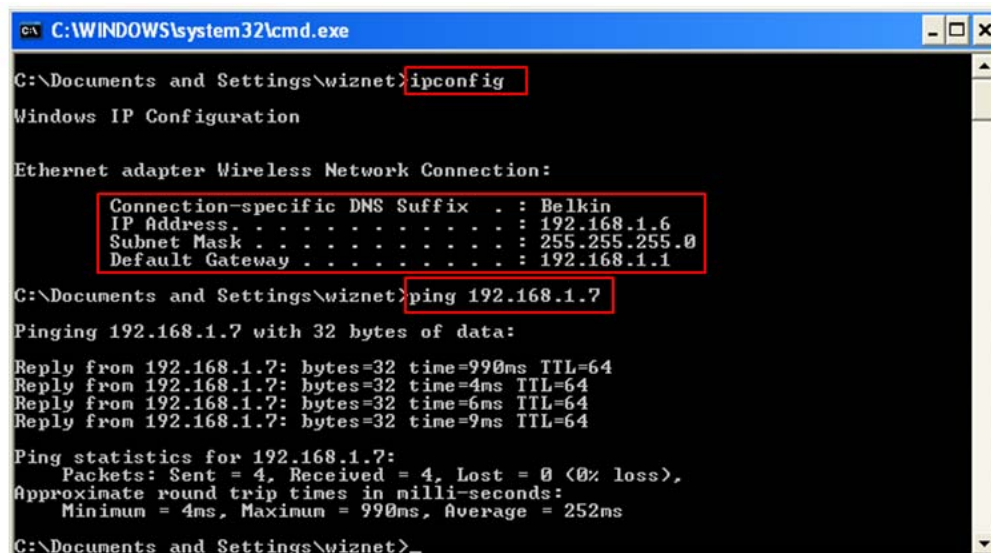 C:\WINDOWS\system32\cmd.exe
C:\Documents and Settings\wiznet>ipconfig
Windows IP Configuration
Ethernet adapter Wireless Network Connection:
Connection-specific DNS Suffix . : Belkin
IP Address. . . . . . . . . . . . : 192.168.1.6
Subnet Mask . . . . . . . . . . . : 255.255.255.0
Default Gateway . . . . . . . . . : 192.168.1.1
C:\Documents and Settings\wiznet>ping 192.168.1.7
Pinging 192.168.1.7 with 32 bytes of data:
Reply from 192.168.1.7: bytes=32 time=990ms TTL=64
Reply from 192.168.1.7: bytes=32 time=4ms TTL=64
Reply from 192.168.1.7: bytes=32 time=6ms TTL=64
Reply from 192.168.1.7: bytes=32 time=9ms TTL=64
Ping statistics for 192.168.1.7:
Packets: Sent = 4, Received = 4, Lost = 0 (0% loss),
Approximate round trip times in milli-seconds:
Minimum = 4ms, Maximum = 990ms, Average = 252ms
C:\Documents and Settings\wiznet>_